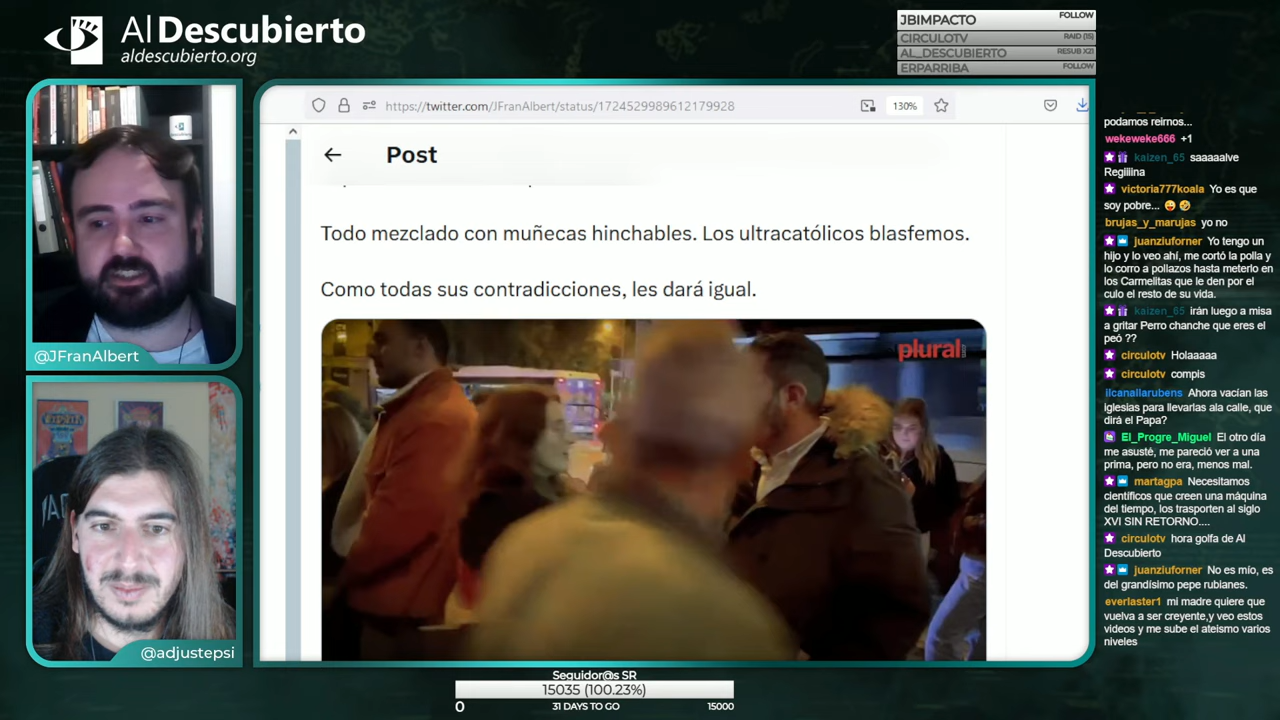 Al Descubierto
aldescubierto.org
JBIMPACTO FOLLOW
CIRCULOTV RAID (15)
AL_DESCUBIERTO RESUB X21
ERPARRIBA FOLLOW
https://twitter.com/JFranAlbert/status/1724529989612179928
130%
Post
Todo mezclado con muñecas hinchables. Los ultracatólicos blasfemos.
Como todas sus contradicciones, les dará igual.
plural
@JFranAlbert
@adjustepsi
podamos reirnos...
wekeweke666 +1
kaizen_65 saaaaalve
Regiiiina
victoria777koala Yo es que
soy pobre...
brujas_y_marujas yo no
juanziuforner Yo tengo un
hijo y lo veo ahí, me cortó la polla y
lo corro a pollazos hasta meterlo en
los Carmelitas que le den por el
culo el resto de su vida.
kaizen_65 irán luego a misa
a gritar Perro chanche que eres el
peó ??
circulotv Holaaaaa
circulotv compis
ilcanallarubens Ahora vacían las
iglesias para llevarlas ala calle, que
dirá el Papa?
El_Progre_Miguel El otro día
me asusté, me pareció ver a una
prima, pero no era, menos mal.
martagpa Necesitamos
científicos que creen una máquina
del tiempo, los trasporten al siglo
XVI SIN RETORNO....
circulotv hora golfa de Al
Descubierto
juanziuforner No es mío, es
del grandísimo pepe rubianes.
everlaster1 mi madre quiere que
vuelva a ser creyente,y veo estos
videos y me sube el ateismo varios
niveles
Seguidor@s SR
15035 (100.23%)
0 31 DAYS TO GO 15000